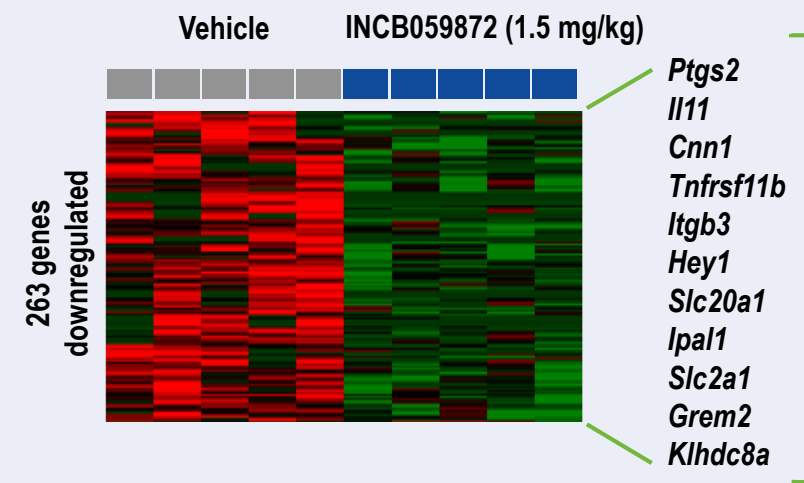 Vehicle
INCB059872 (1.5 mg/kg)
263 genes
downregulated
Ptgs2
Il11
Cnn1
Tnfrsf11b
Itgb3
Hey1
Slc20a1
Ipal1
Slc2a1
Grem2
Klhdc8a